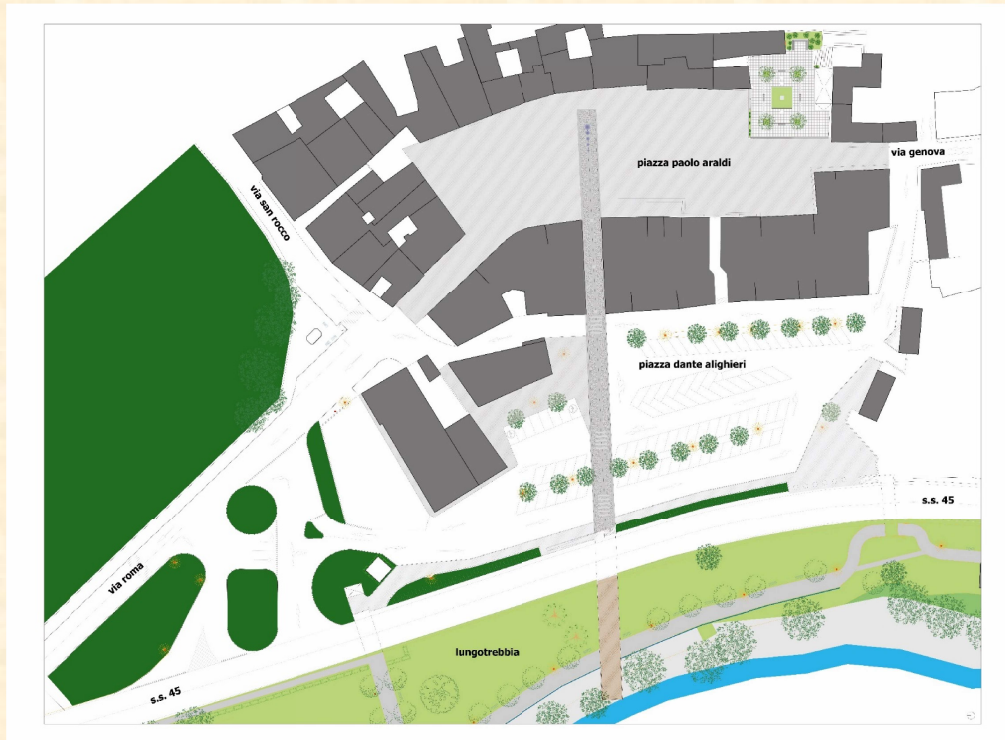 piazza paolo araldi
via genova
via san rocco
piazza dante alighieri
s.s. 45
via roma
lungotrebbia
s.s. 45